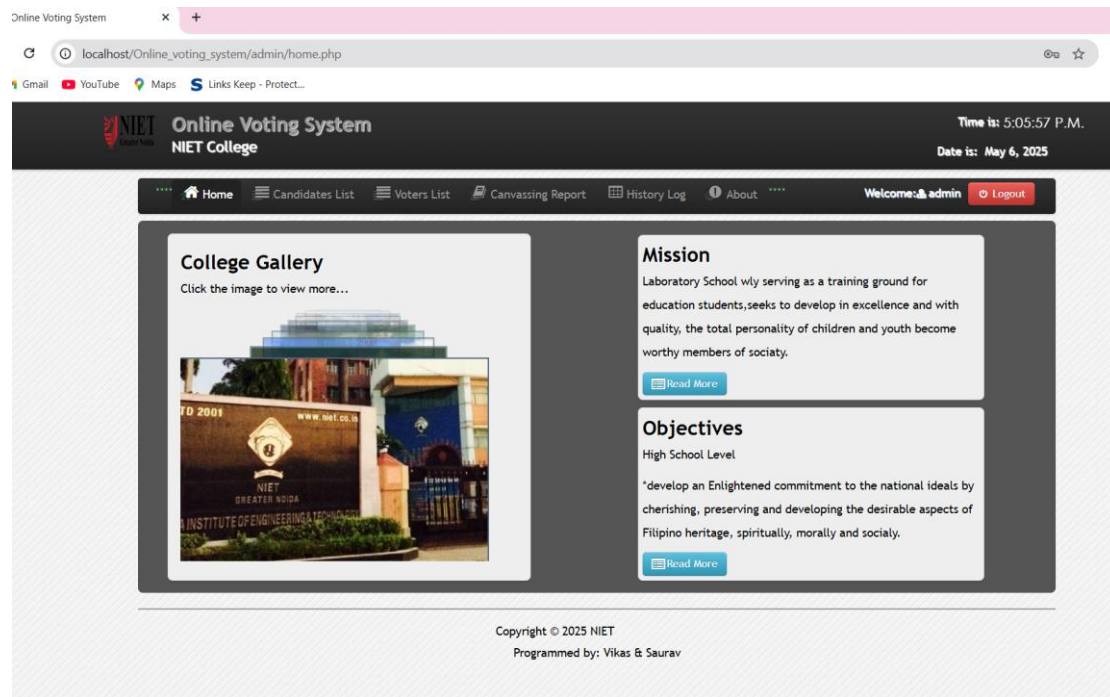 Online Voting System × +
localhost/Online_voting_system/admin/home.php
Gmail YouTube Maps Links Keep - Protect...
NIET
Greater Noida
Online Voting System
NIET College
Time is: 5:05:57 P.M.
Date is: May 6, 2025
Home Candidates List Voters List Canvassing Report History Log About Welcome: admin Logout
College Gallery
Click the image to view more...
TD 2001 www.niet.co.in
NIET
GREATER NOIDA
A INSTITUTE OF ENGINEERING & TECHNOLOGY
Mission
Laboratory School wly serving as a training ground for
education students,seeks to develop in excellence and with
quality, the total personality of children and youth become
worthy members of sociaty.
Read More
Objectives
High School Level
*develop an Enlightened commitment to the national ideals by
cherishing, preserving and developing the desirable aspects of
Filipino heritage, spiritually, morally and socialy.
Read More
Copyright © 2025 NIET
Programmed by: Vikas & Saurav